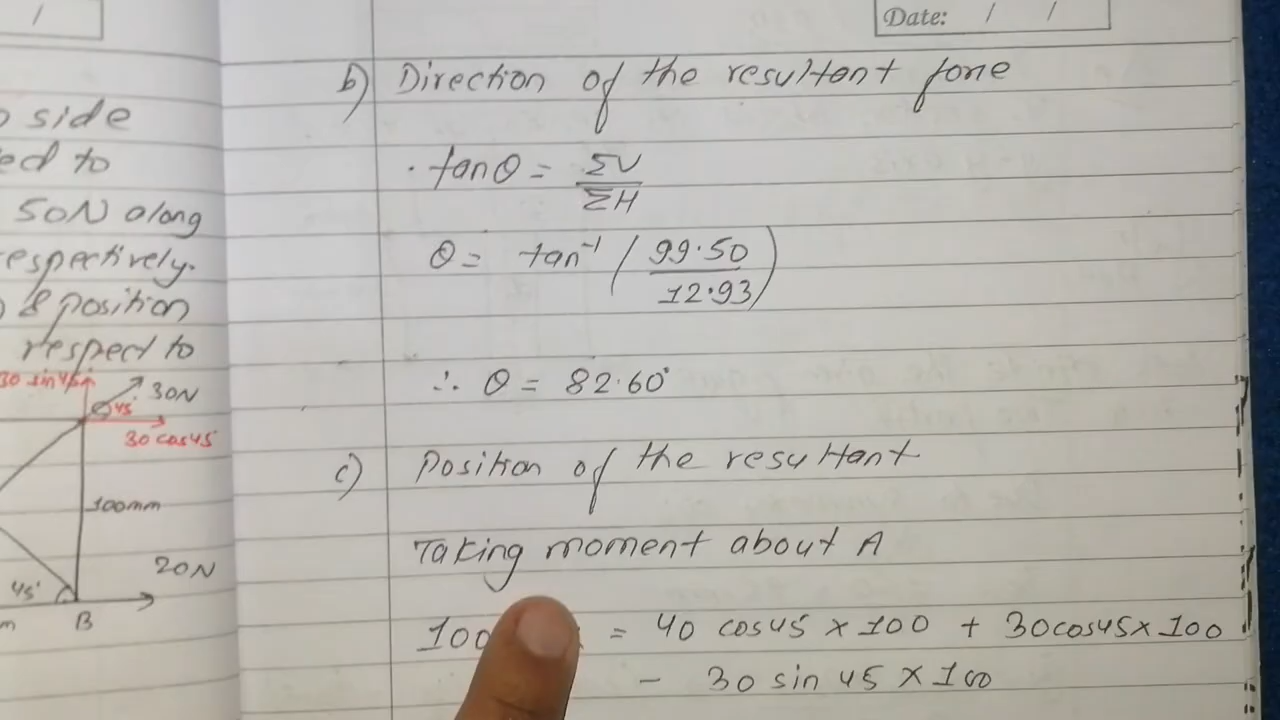 /
Date: / /
side
ed to
50N along
espectively.
& position
respect to
30 sin45
30N
45
30 cos45
100mm
20N
45°
m
B
b) Direction of the resultant force
tanθ = ΣV
ΣH
θ = tan⁻¹ ( 99.50
12.93 )
∴ θ = 82.60°
c) Position of the resultant
Taking moment about A
100 = 40 cos45 × 100 + 30cos45× 100
- 30 sin 45 × 100